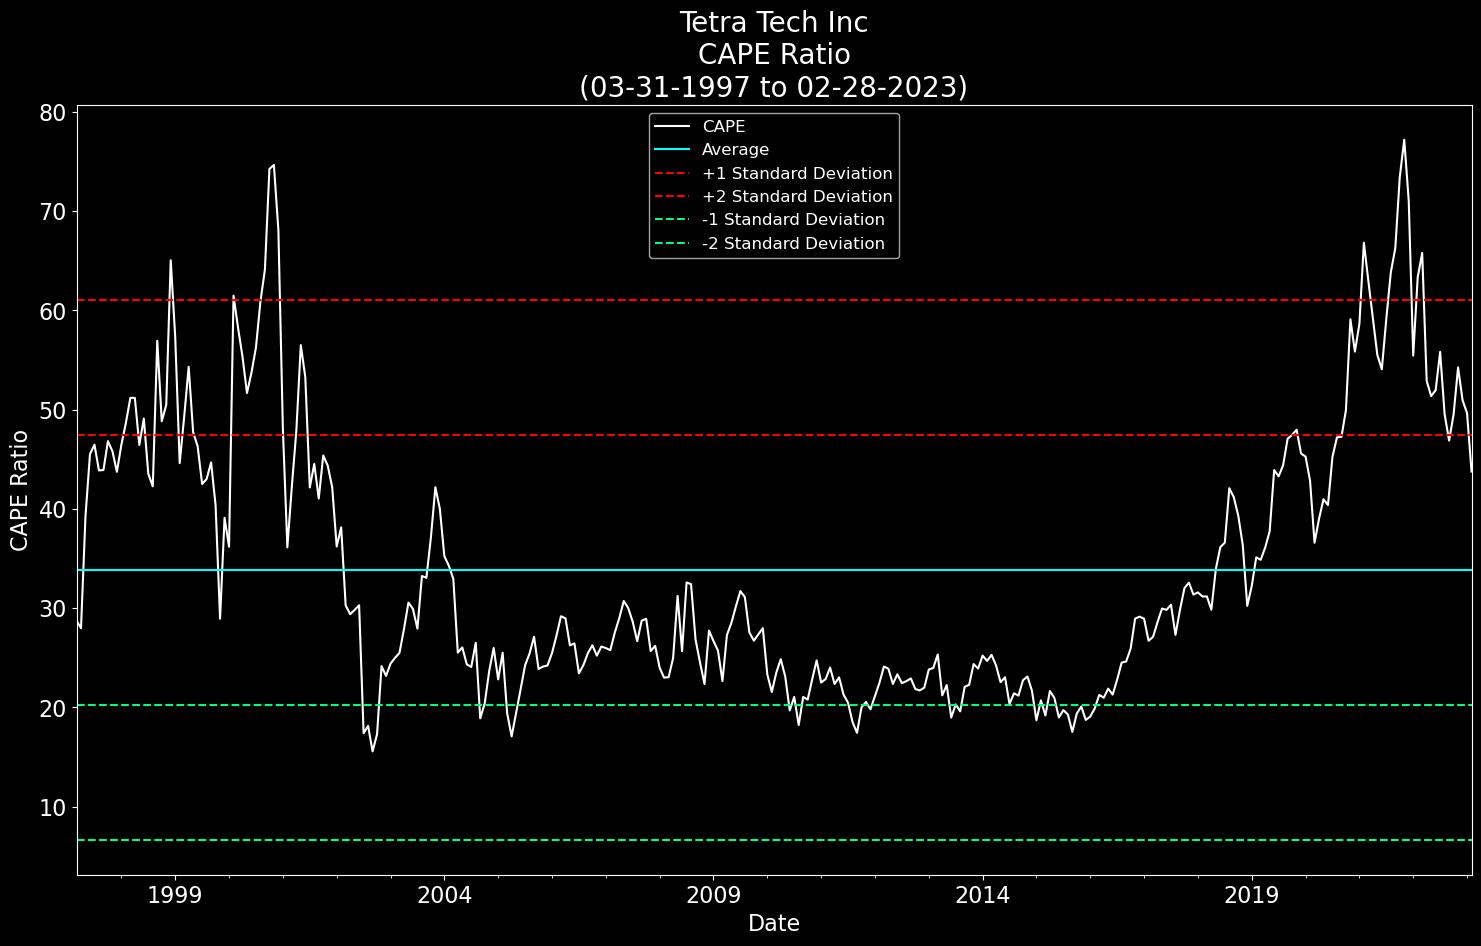 Tetra Tech Inc
CAPE Ratio
(03-31-1997 to 02-28-2023)
CAPE
Average
+1 Standard Deviation
+2 Standard Deviation
-1 Standard Deviation
-2 Standard Deviation
CAPE Ratio
80
70
60
50
40
30
20
10
1999 2004 2009 2014 2019
Date